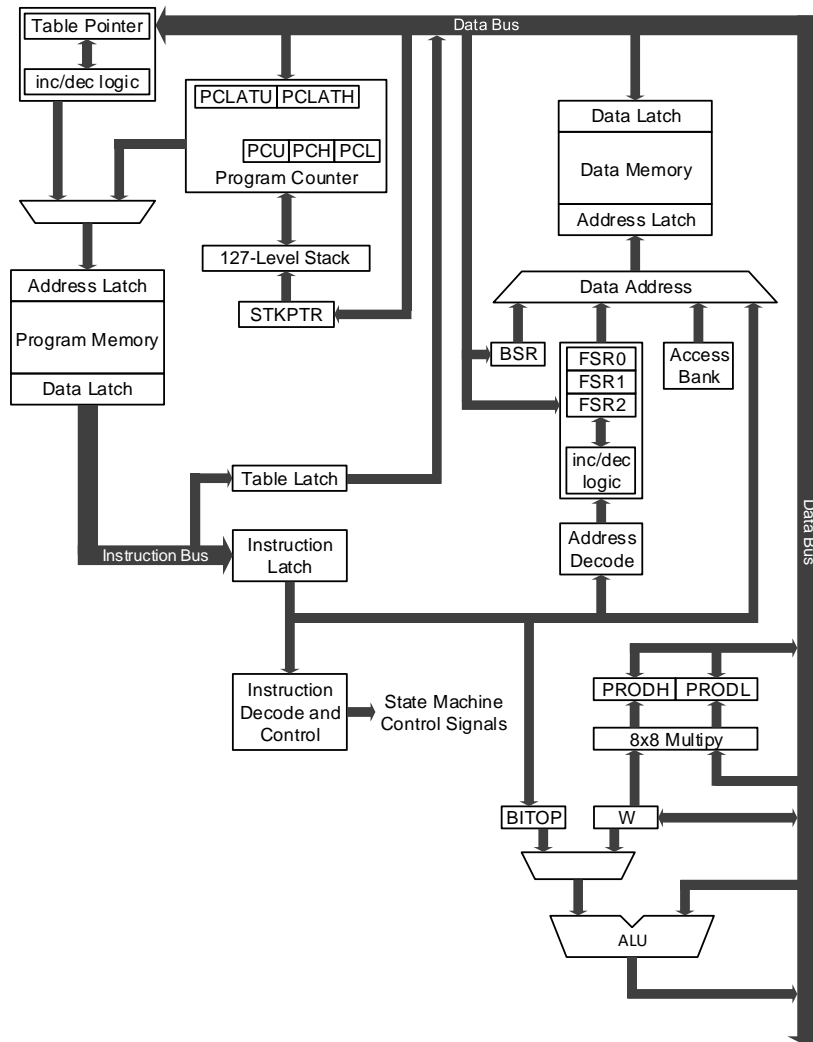 Table Pointer
inc/dec logic
Data Bus
PCLATU PCLATH
PCU PCH PCL
Program Counter
127-Level Stack
STKPTR
Address Latch
Program Memory
Data Latch
Data Latch
Data Memory
Address Latch
Data Address
BSR
FSR0
FSR1
FSR2
inc/dec
logic
Access
Bank
Address
Decode
Table Latch
Instruction Bus
Instruction
Latch
Instruction
Decode and
Control
State Machine
Control Signals
Data Bus
PRODH PRODL
8x8 Multipy
BITOP
W
ALU